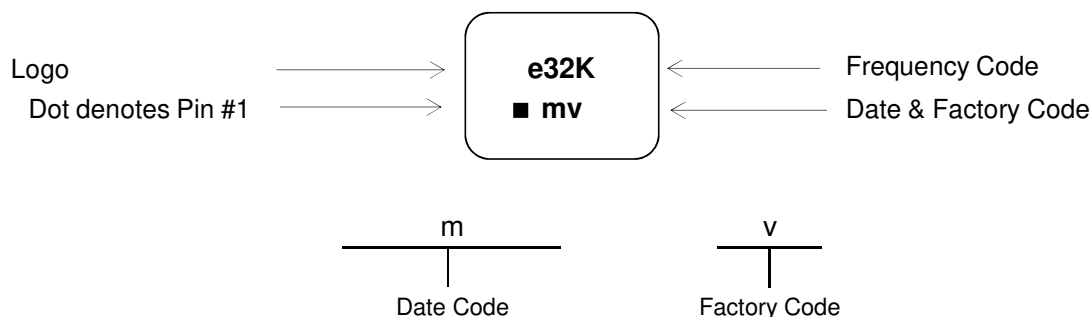 Logo
e32K
Frequency Code
Dot denotes Pin #1
■ mv
Date & Factory Code
m
v
Date Code
Factory Code